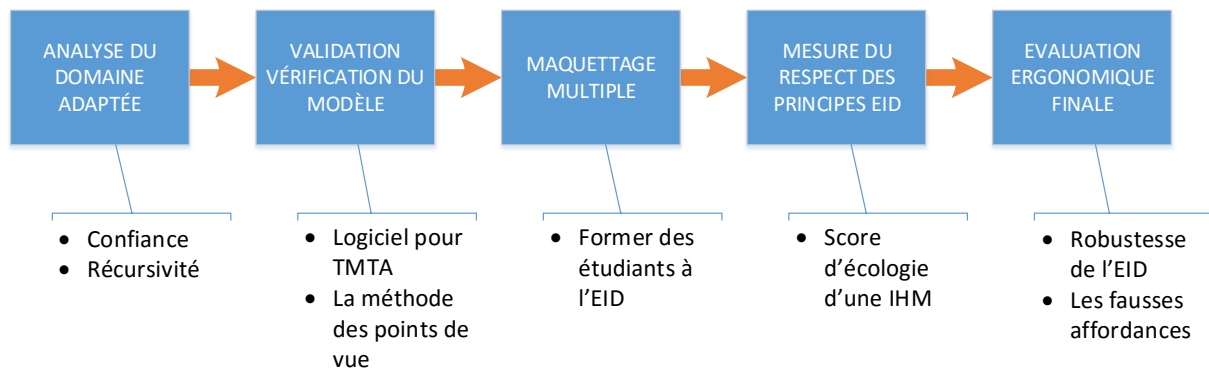 ANALYSE DU
DOMAINE
ADAPTÉE
VALIDATION
VÉRIFICATION DU
MODÈLE
MAQUETTAGE
MULTIPLE
MESURE DU
RESPECT DES
PRINCIPES EID
EVALUATION
ERGONOMIQUE
FINALE
• Confiance
• Récursivité
• Logiciel pour
TMTA
• La méthode
des points de
vue
• Former des
étudiants à
l’EID
• Score
d’écologie
d’une IHM
• Robustesse
de l’EID
• Les fausses
affordances